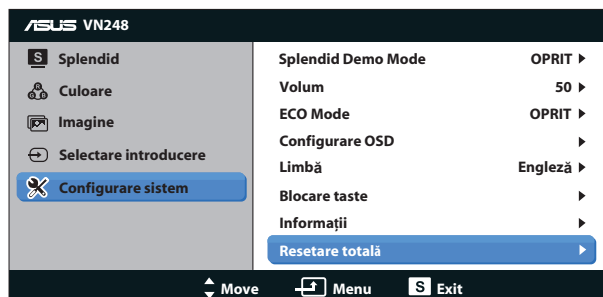 ASUS VN248
S Splendid
Culoare
Imagine
Selectare introducere
Configurare sistem
Splendid Demo Mode OPRIT
Volum 50
ECO Mode OPRIT
Configurare OSD
Limbă Engleză
Blocare taste
Informații
Resetare totală
Move Menu S Exit